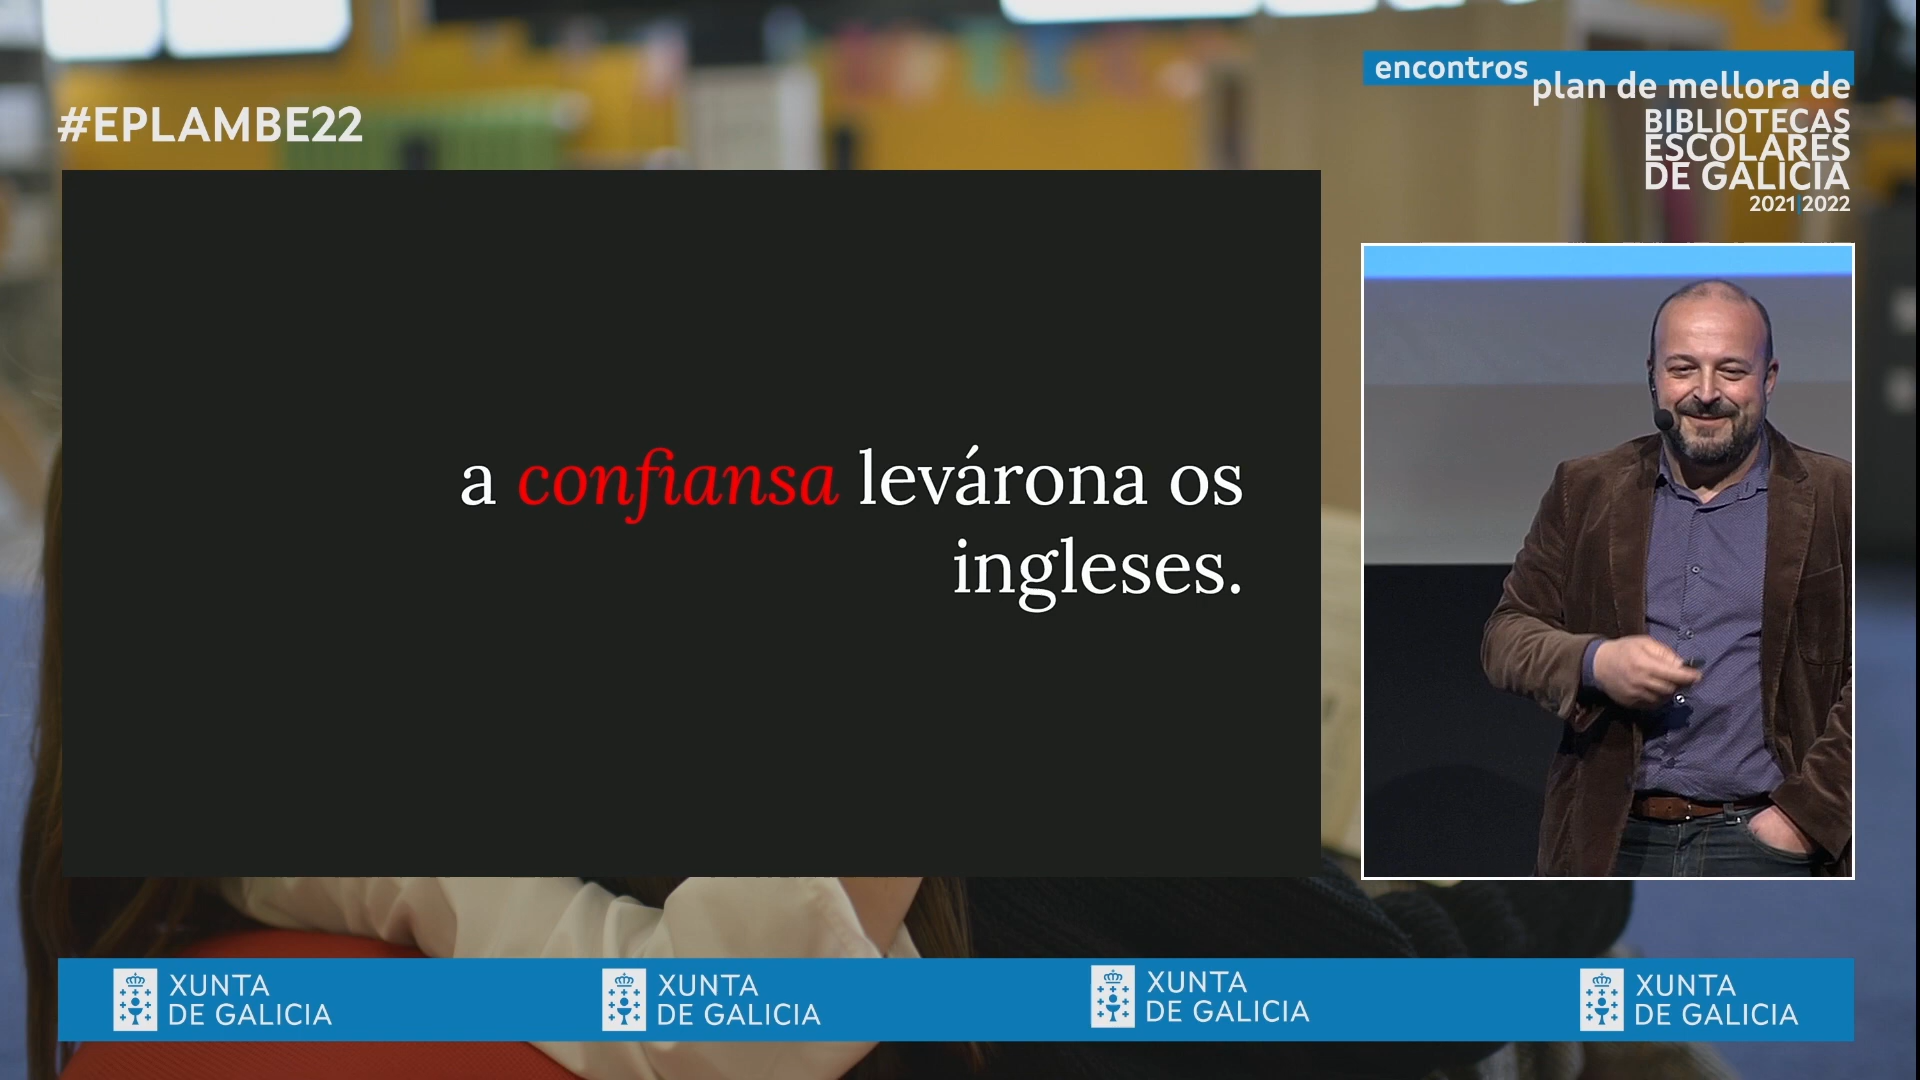 #EPLAMBE22
encontros
plan de mellora de
BIBLIOTECAS
ESCOLARES
DE GALICIA
2021|2022
a confiansa levárona os
ingleses.
XUNTA
DE GALICIA
XUNTA
DE GALICIA
XUNTA
DE GALICIA
XUNTA
DE GALICIA